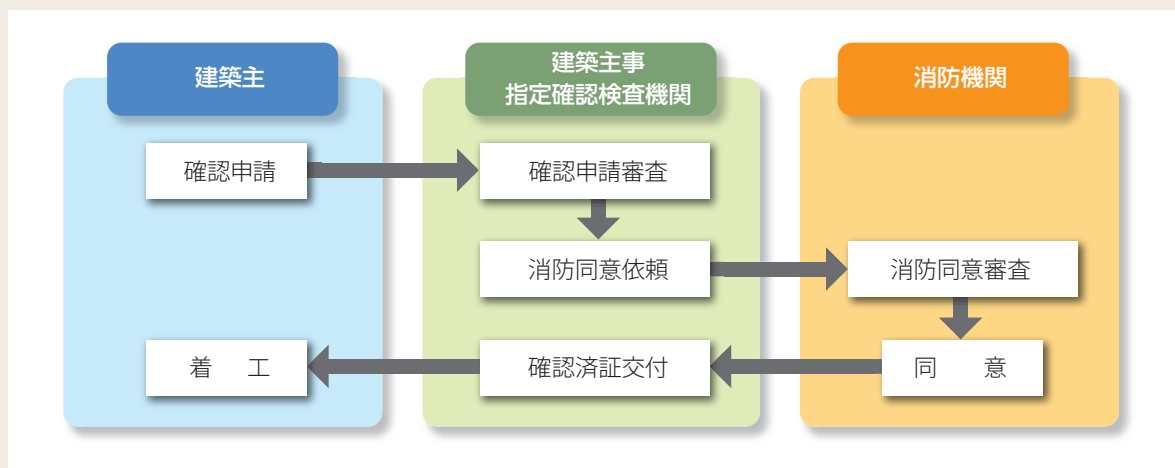 建築主
建築主事
指定確認検査機関
消防機関
確認申請
確認申請審査
消防同意依頼
消防同意審査
着　工
確認済証交付
同　意